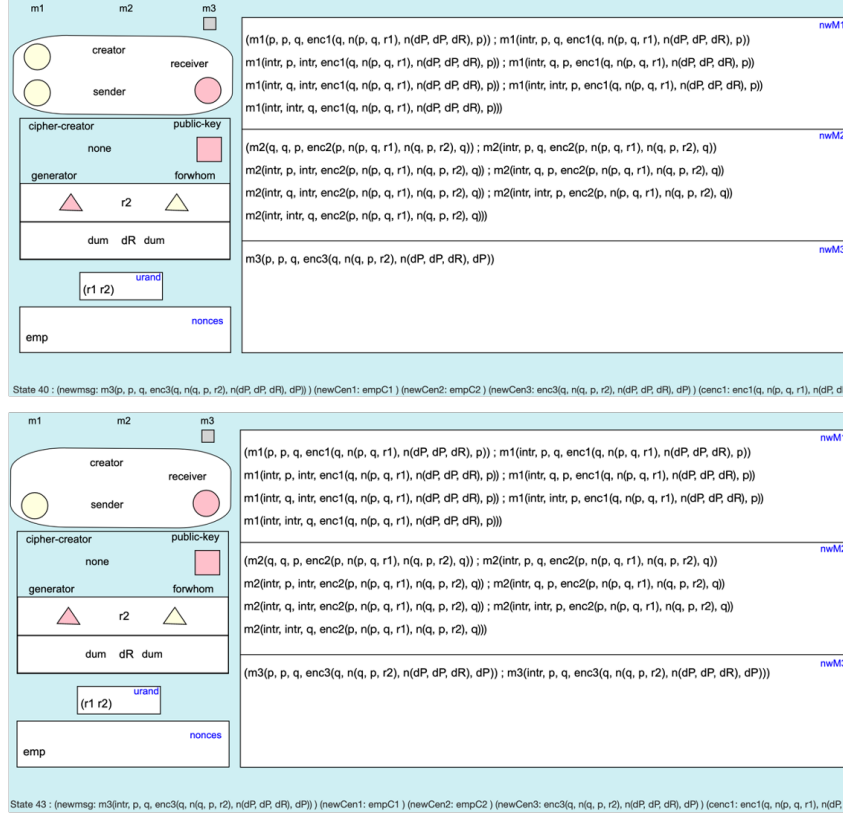 m1 m2 m3
creator
receiver
sender
cipher-creator public-key
none
generator forwhom
r2
dum dR dum
urand
(r1 r2)
nonces
emp
nwM1
(m1(p, p, q, enc1(q, n(p, q, r1), n(dP, dP, dR), p)) ; m1(intr, p, q, enc1(q, n(p, q, r1), n(dP, dP, dR), p))
m1(intr, p, intr, enc1(q, n(p, q, r1), n(dP, dP, dR), p)) ; m1(intr, q, p, enc1(q, n(p, q, r1), n(dP, dP, dR), p))
m1(intr, q, intr, enc1(q, n(p, q, r1), n(dP, dP, dR), p)) ; m1(intr, intr, p, enc1(q, n(p, q, r1), n(dP, dP, dR), p))
m1(intr, intr, q, enc1(q, n(p, q, r1), n(dP, dP, dR), p)))
nwM2
(m2(q, q, p, enc2(p, n(p, q, r1), n(q, p, r2), q)) ; m2(intr, p, q, enc2(p, n(p, q, r1), n(q, p, r2), q))
m2(intr, p, intr, enc2(p, n(p, q, r1), n(q, p, r2), q)) ; m2(intr, q, p, enc2(p, n(p, q, r1), n(q, p, r2), q))
m2(intr, q, intr, enc2(p, n(p, q, r1), n(q, p, r2), q)) ; m2(intr, intr, p, enc2(p, n(p, q, r1), n(q, p, r2), q))
m2(intr, intr, q, enc2(p, n(p, q, r1), n(q, p, r2), q)))
nwM3
m3(p, p, q, enc3(q, n(q, p, r2), n(dP, dP, dR), dP))
State 40 : (newmsg: m3(p, p, q, enc3(q, n(q, p, r2), n(dP, dP, dR), dP)) ) (newCen1: empC1 ) (newCen2: empC2 ) (newCen3: enc3(q, n(q, p, r2), n(dP, dP, dR), dP) ) (cenc1: enc1(q, n(p, q, r1), n(dP, d
m1 m2 m3
creator
receiver
sender
cipher-creator public-key
none
generator forwhom
r2
dum dR dum
urand
(r1 r2)
nonces
emp
nwM1
(m1(p, p, q, enc1(q, n(p, q, r1), n(dP, dP, dR), p)) ; m1(intr, p, q, enc1(q, n(p, q, r1), n(dP, dP, dR), p))
m1(intr, p, intr, enc1(q, n(p, q, r1), n(dP, dP, dR), p)) ; m1(intr, q, p, enc1(q, n(p, q, r1), n(dP, dP, dR), p))
m1(intr, q, intr, enc1(q, n(p, q, r1), n(dP, dP, dR), p)) ; m1(intr, intr, p, enc1(q, n(p, q, r1), n(dP, dP, dR), p))
m1(intr, intr, q, enc1(q, n(p, q, r1), n(dP, dP, dR), p)))
nwM2
(m2(q, q, p, enc2(p, n(p, q, r1), n(q, p, r2), q)) ; m2(intr, p, q, enc2(p, n(p, q, r1), n(q, p, r2), q))
m2(intr, p, intr, enc2(p, n(p, q, r1), n(q, p, r2), q)) ; m2(intr, q, p, enc2(p, n(p, q, r1), n(q, p, r2), q))
m2(intr, q, intr, enc2(p, n(p, q, r1), n(q, p, r2), q)) ; m2(intr, intr, p, enc2(p, n(p, q, r1), n(q, p, r2), q))
m2(intr, intr, q, enc2(p, n(p, q, r1), n(q, p, r2), q)))
nwM3
(m3(p, p, q, enc3(q, n(q, p, r2), n(dP, dP, dR), dP)) ; m3(intr, p, q, enc3(q, n(q, p, r2), n(dP, dP, dR), dP)))
State 43 : (newmsg: m3(intr, p, q, enc3(q, n(q, p, r2), n(dP, dP, dR), dP)) ) (newCen1: empC1 ) (newCen2: empC2 ) (newCen3: enc3(q, n(q, p, r2), n(dP, dP, dR), dP) ) (cenc1: enc1(q, n(p, q, r1), n(dP,